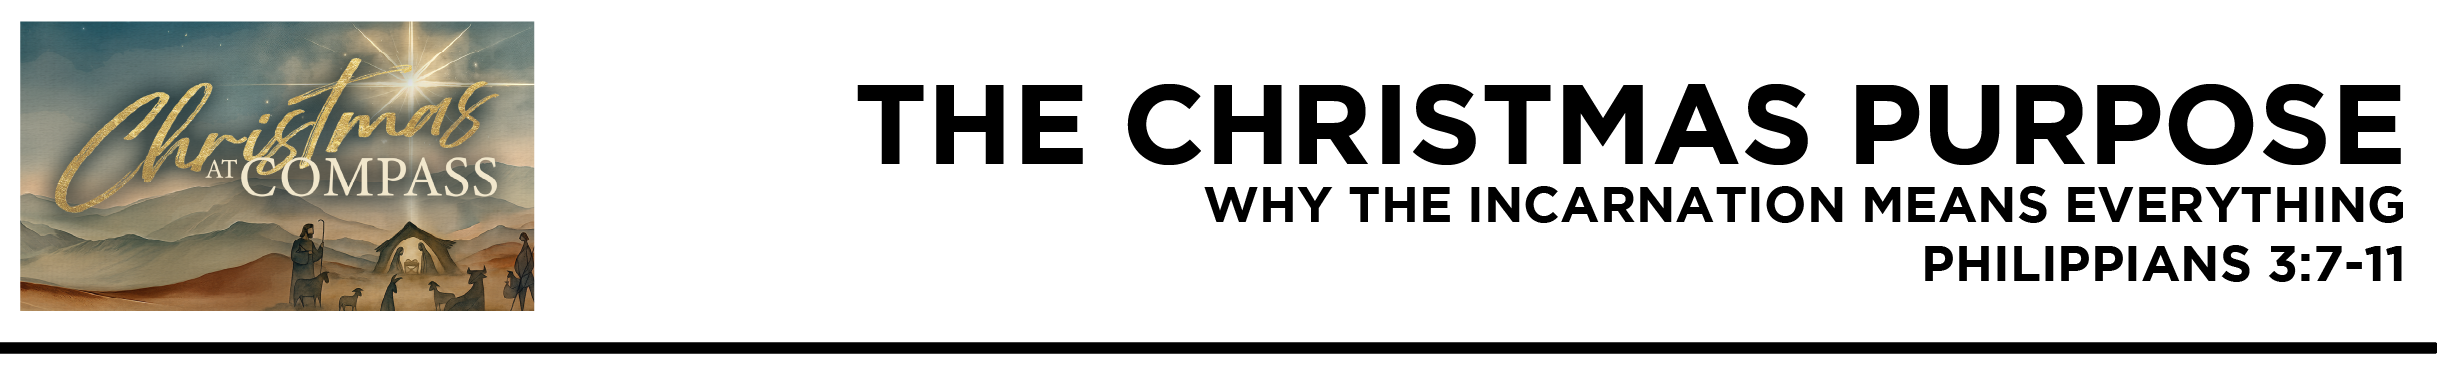 Christmas
AT COMPASS
THE CHRISTMAS PURPOSE
WHY THE INCARNATION MEANS EVERYTHING
PHILIPPIANS 3:7-11